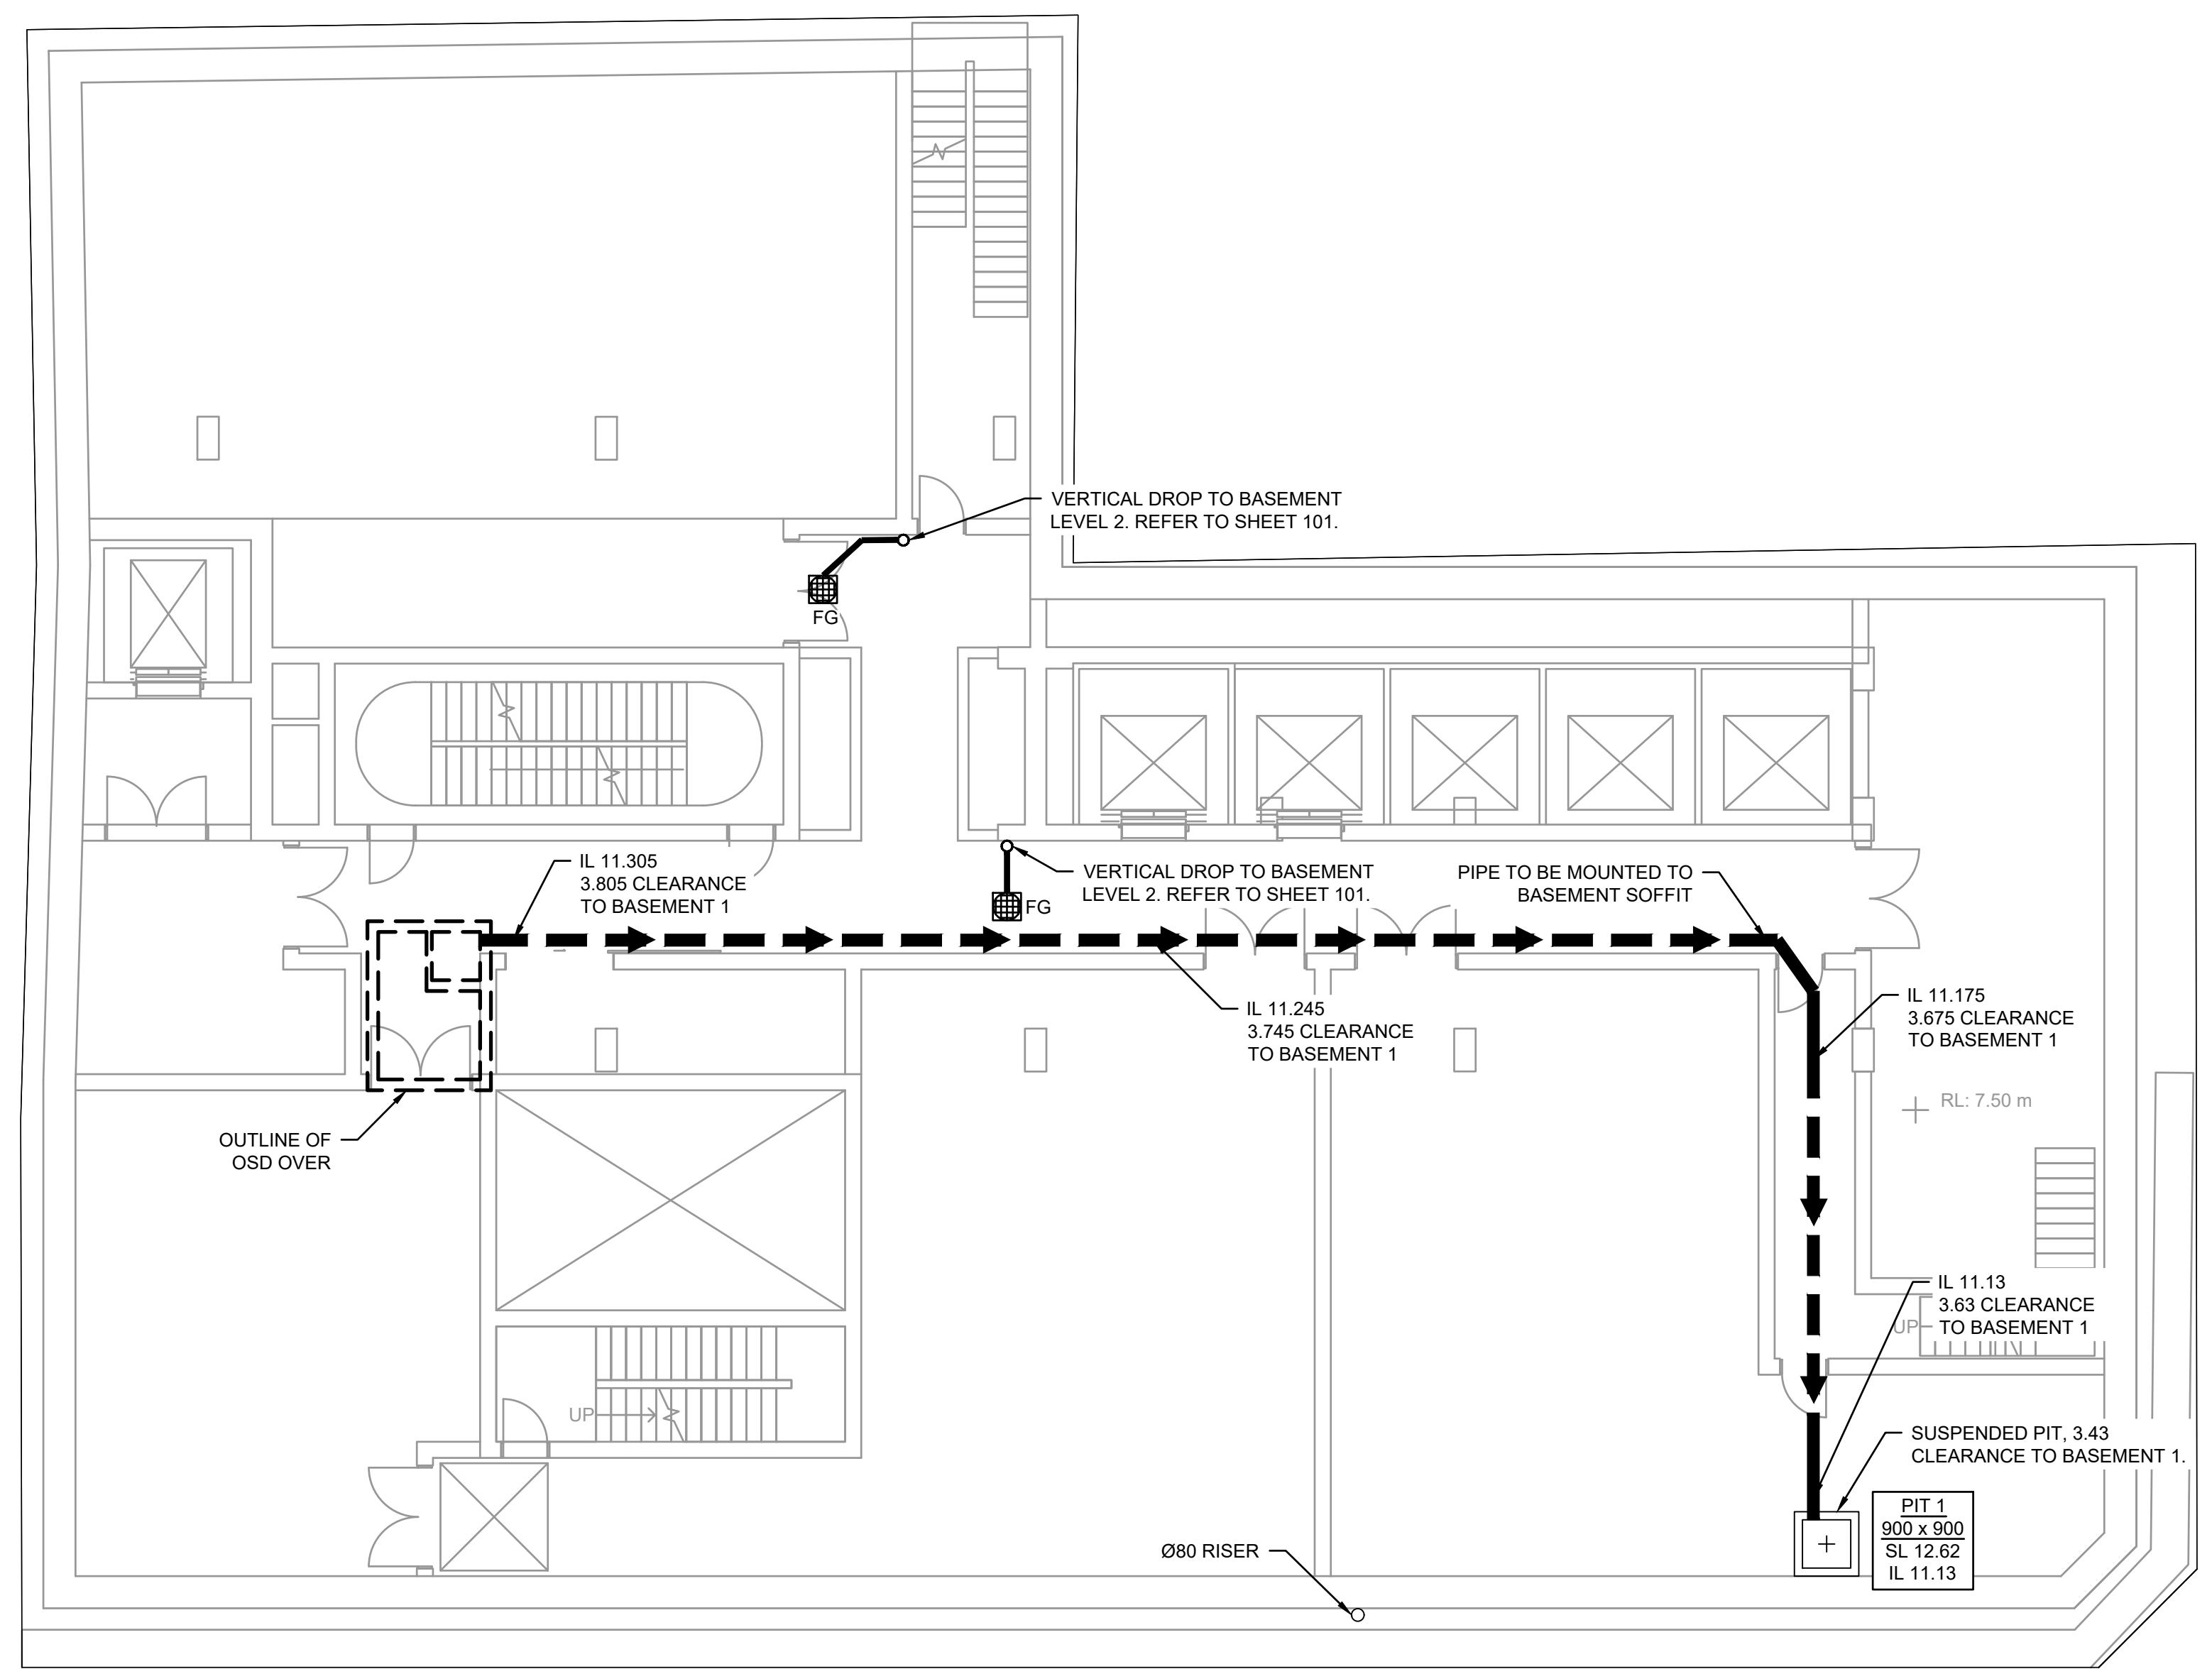 VERTICAL DROP TO BASEMENT
LEVEL 2. REFER TO SHEET 101.
FG
IL 11.305
3.805 CLEARANCE
TO BASEMENT 1
VERTICAL DROP TO BASEMENT
LEVEL 2. REFER TO SHEET 101.
FG
PIPE TO BE MOUNTED TO
BASEMENT SOFFIT
IL 11.245
3.745 CLEARANCE
TO BASEMENT 1
IL 11.175
3.675 CLEARANCE
TO BASEMENT 1
RL: 7.50 m
OUTLINE OF
OSD OVER
IL 11.13
3.63 CLEARANCE
TO BASEMENT 1
UP
UP
SUSPENDED PIT, 3.43
CLEARANCE TO BASEMENT 1.
PIT 1
900 x 900
SL 12.62
IL 11.13
Ø80 RISER